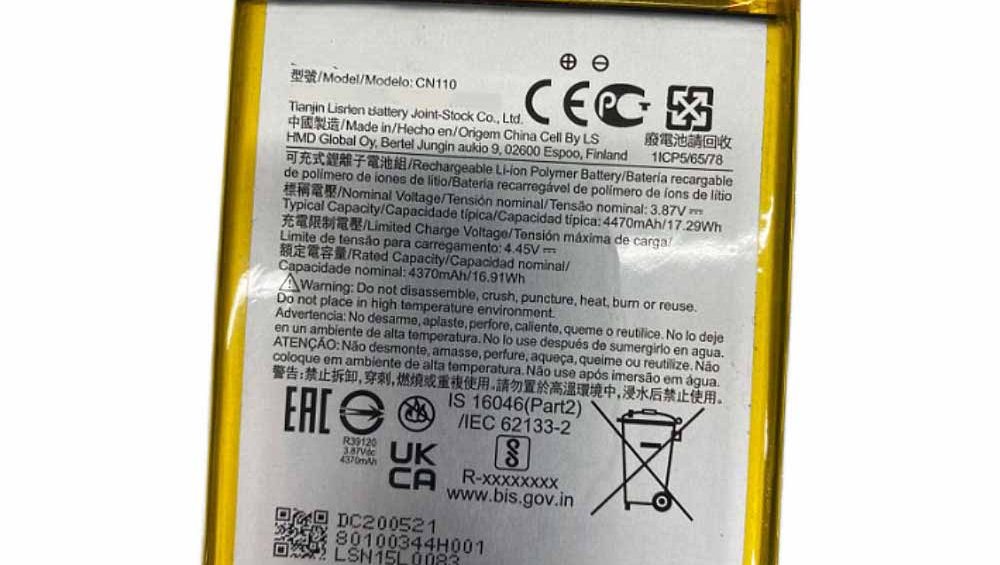 ⊕ ⊖
型號/Model/Modelo: CN110
CE PCT
Tianjin Lishen Battery Joint-Stock Co., Ltd.
中國製造/Made in/Hecho en/Origem China Cell By LS
HMD Global Oy, Bertel Jungin aukio 9, 02600 Espoo, Finland
廢電池請回收
1ICP5/65/78
可充式鋰離子電池組/Rechargeable Li-ion Polymer Battery/Batería recargable
de polímero de iones de litio/Bateria recarregável de polímero de íons de lítio
標稱電壓/Nominal Voltage/Tensión nominal/Tensão nominal: 3.87V⎓
Typical Capacity/Capacidade típica/Capacidad típica: 4470mAh/17.29Wh
充電限制電壓/Limited Charge Voltage/Tensión máxima de carga/
Limite de tensão para carregamento: 4.45V⎓
額定電容量/Rated Capacity/Capacidad nominal/
Capacidade nominal: 4370mAh/16.91Wh
Warning: Do not disassemble, crush, puncture, heat, burn or reuse.
Do not place in high temperature environment.
Advertencia: No desarme, aplaste, perfore, caliente, queme o reutilice. No lo deje
en un ambiente de alta temperatura. No lo use después de sumergirlo en agua.
ATENÇÃO: Não desmonte, amasse, perfure, aqueça, queime ou reutilize. Não
coloque em ambiente de alta temperatura. Não use após imersão em água.
警告: 禁止拆卸, 穿刺, 燃燒或重複使用。請勿置於高溫環境中, 浸水后禁止使用。
EAC
R39120
3.87Vdc
4370mAh
UK
CA
IS 16046(Part2)
/IEC 62133-2
R-xxxxxxxx
www.bis.gov.in
DC200521
80100344H001
LSN15L0083